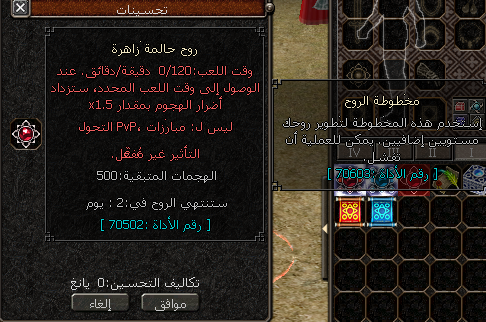 تحسينات
روح حالمة زاهرة
وقت اللعب:0/120 دقيقة/دقائق. عند
الوصول إلى وقت اللعب المحدد، ستزداد
أضرار الهجوم بمقدار x1.5
ليس ل: مبارزات PvP، التحول
التأثير غير مُفعّل.
الهجمات المتبقية:500
ستنتهي الروح في:2 يوم
[ رقم الأداة :70502 ]
تكاليف التحسين:0 يانغ
موافق
إلغاء
مخطوطة الروح
إستخدم هذه المخطوطة لتطوير روحك
مستويين إضافيين. يمكن للعملية أن
تفشل.
[ رقم الأداة :70603 ]
IV
II
I